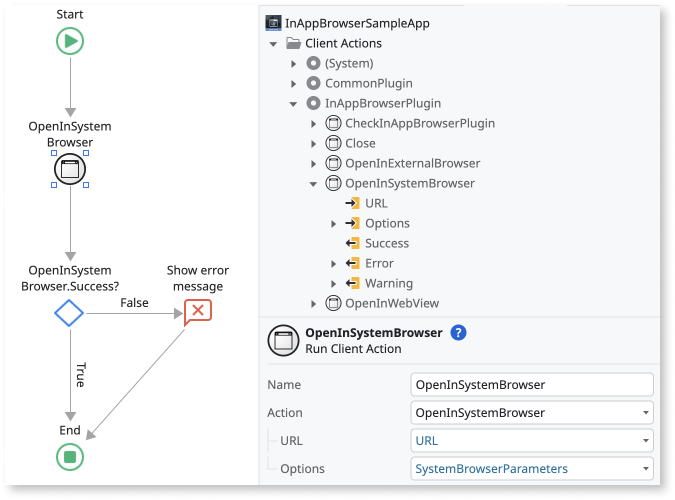 Start
OpenInSystem
Browser
OpenInSystem
Browser.Success?
Show error
message
False
True
End
InAppBrowserSampleApp
Client Actions
(System)
CommonPlugin
InAppBrowserPlugin
CheckInAppBrowserPlugin
Close
OpenInExternalBrowser
OpenInSystemBrowser
URL
Options
Success
Error
Warning
OpenInWebView
OpenInSystemBrowser ?
Run Client Action
Name OpenInSystemBrowser
Action OpenInSystemBrowser
URL URL
Options SystemBrowserParameters